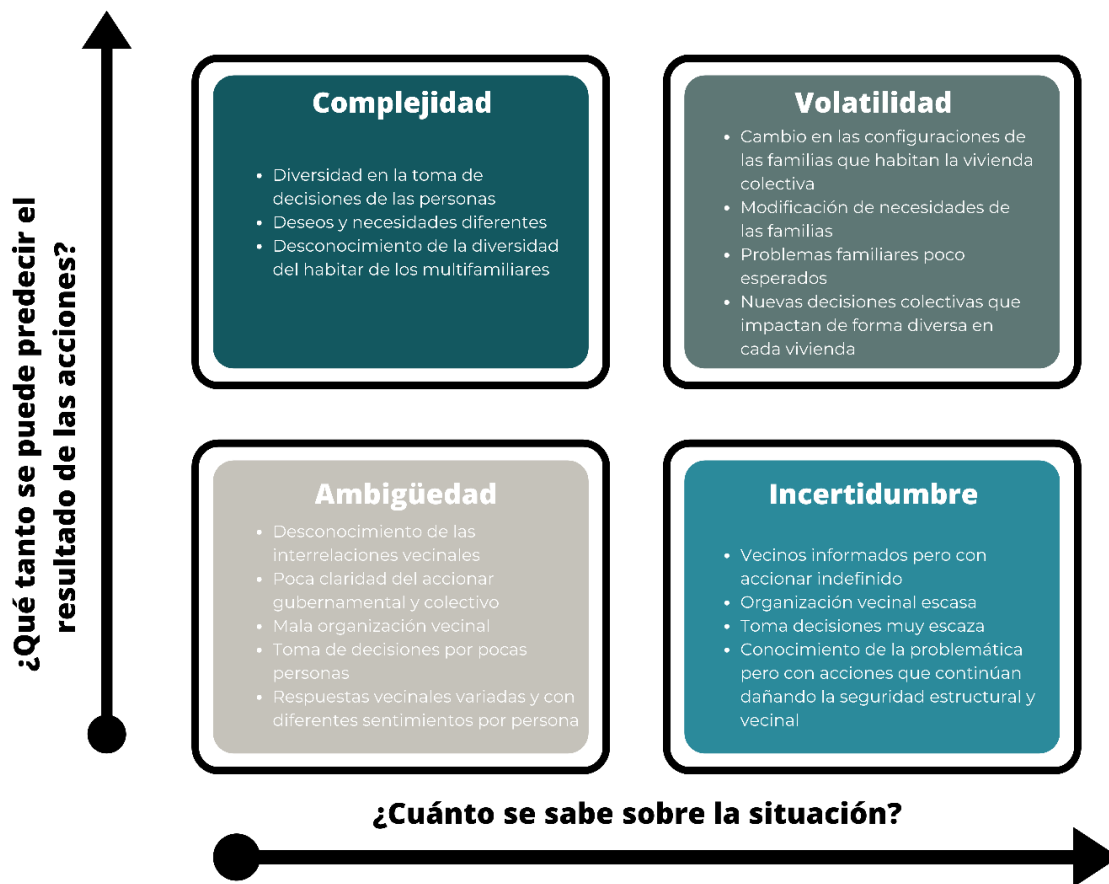 ¿Qué tanto se puede predecir el
resultado de las acciones?
Complejidad
• Diversidad en la toma de
decisiones de las personas
• Deseos y necesidades diferentes
• Desconocimiento de la diversidad
del habitar de los multifamiliares
Volatilidad
• Cambio en las configuraciones de
las familias que habitan la vivienda
colectiva
• Modificación de necesidades de
las familias
• Problemas familiares poco
esperados
• Nuevas decisiones colectivas que
impactan de forma diversa en
cada vivienda
Ambigüedad
• Desconocimiento de las
interrelaciones vecinales
• Poca claridad del accionar
gubernamental y colectivo
• Mala organización vecinal
• Toma de decisiones por pocas
personas
• Respuestas vecinales variadas y con
diferentes sentimientos por persona
Incertidumbre
• Vecinos informados pero con
accionar indefinido
• Organización vecinal escasa
• Toma decisiones muy escaza
• Conocimiento de la problemática
pero con acciones que continúan
dañando la seguridad estructural y
vecinal
¿Cuánto se sabe sobre la situación?